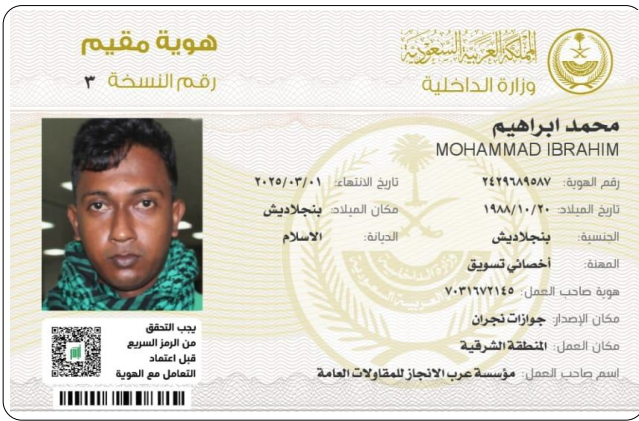 المملكة العربية السعودية
وزارة الداخلية
هوية مقيم
رقم النسخة ٣
محمد ابراهيم
MOHAMMAD IBRAHIM
رقم الهوية: ٢٤٢٩٦٨٩٥٨٧ تاريخ الانتهاء: ٢٠٢٥/٠٣/٠١
تاريخ الميلاد: ١٩٨٨/١٠/٢٠ مكان الميلاد: بنجلاديش
الجنسية: بنجلاديش الديانة: الاسلام
المهنة: أخصائي تسويق
هوية صاحب العمل: ٧٠٣١٦٧٢١٤٥
مكان الإصدار: جوازات نجران
مكان العمل: المنطقة الشرقية
اسم صاحب العمل: مؤسسة عرب الانجاز للمقاولات العامة
يجب التحقق
من الرمز السريع
قبل اعتماد
التعامل مع الهوية